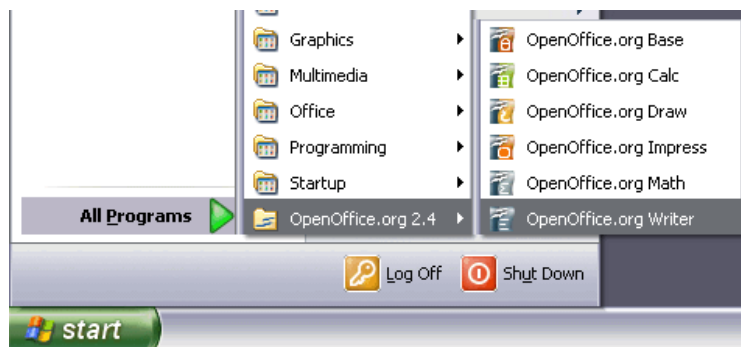 Graphics
Multimedia
Office
Programming
Startup
OpenOffice.org 2.4
OpenOffice.org Base
OpenOffice.org Calc
OpenOffice.org Draw
OpenOffice.org Impress
OpenOffice.org Math
OpenOffice.org Writer
All Programs
Log Off
Shut Down
start